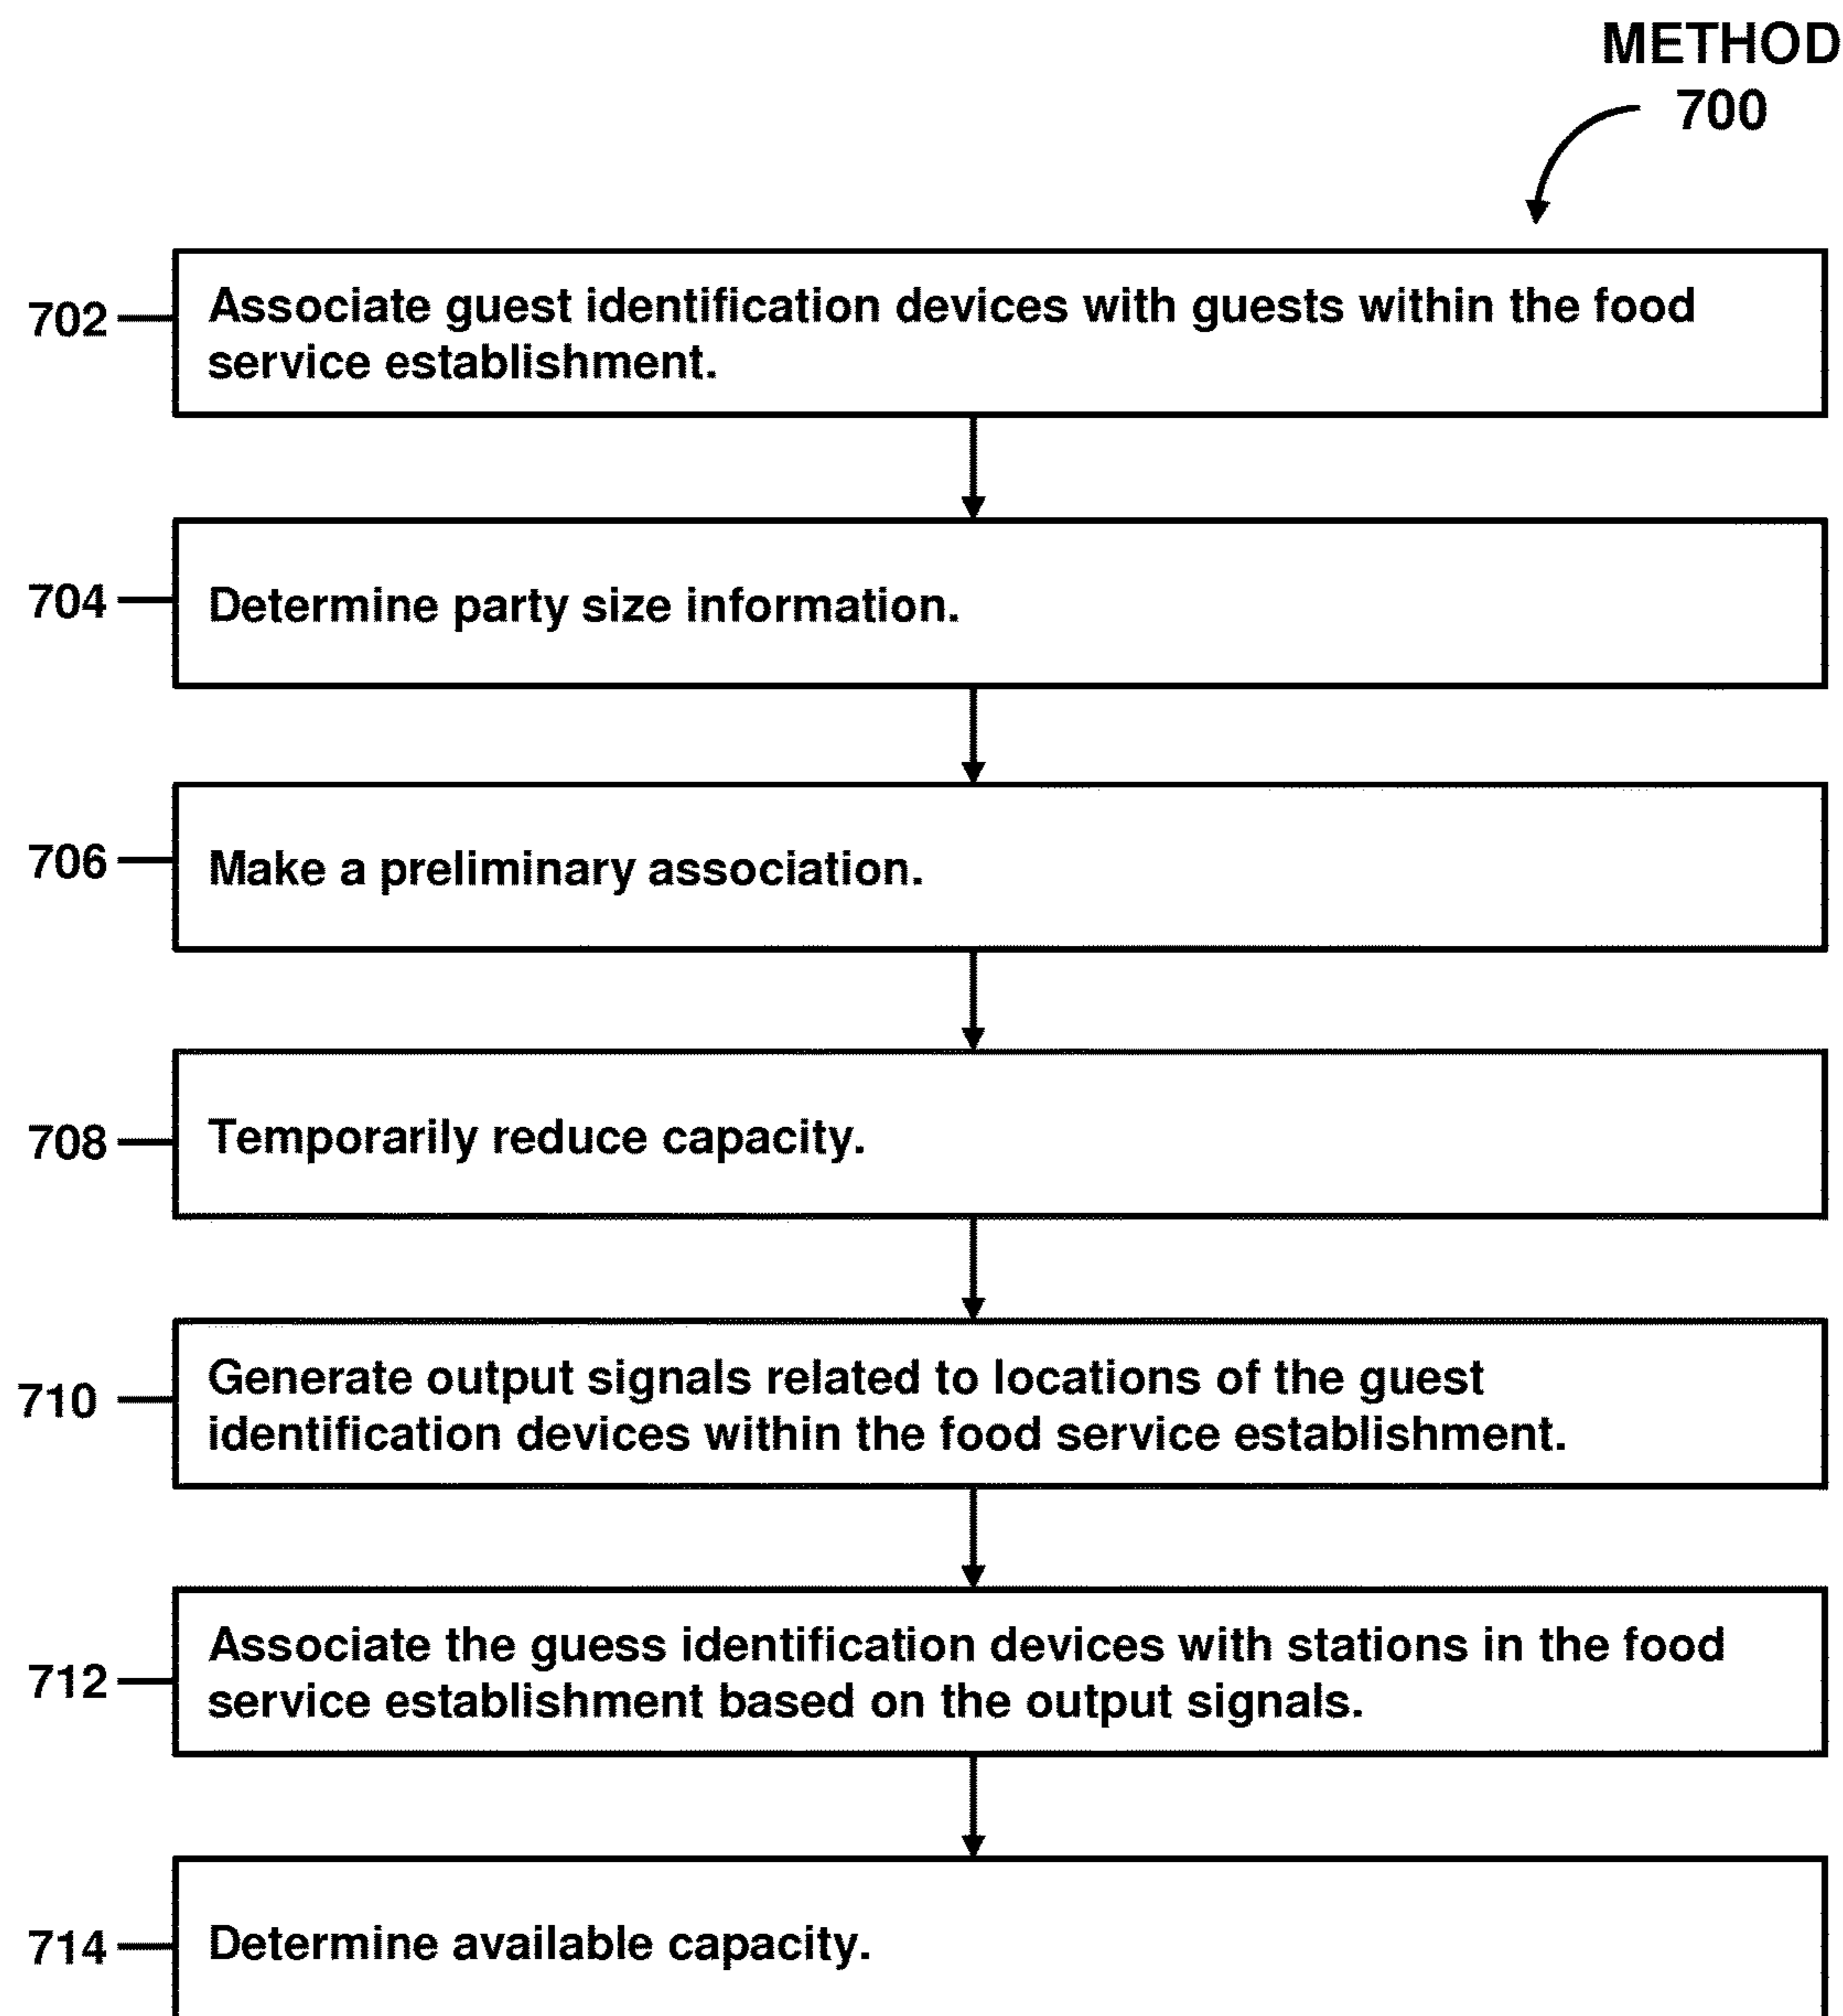 METHOD
700
702
Associate guest identification devices with guests within the food
service establishment.
704
Determine party size information.
706
Make a preliminary association.
708
Temporarily reduce capacity.
710
Generate output signals related to locations of the guest
identification devices within the food service establishment.
712
Associate the guess identification devices with stations in the food
service establishment based on the output signals.
714
Determine available capacity.